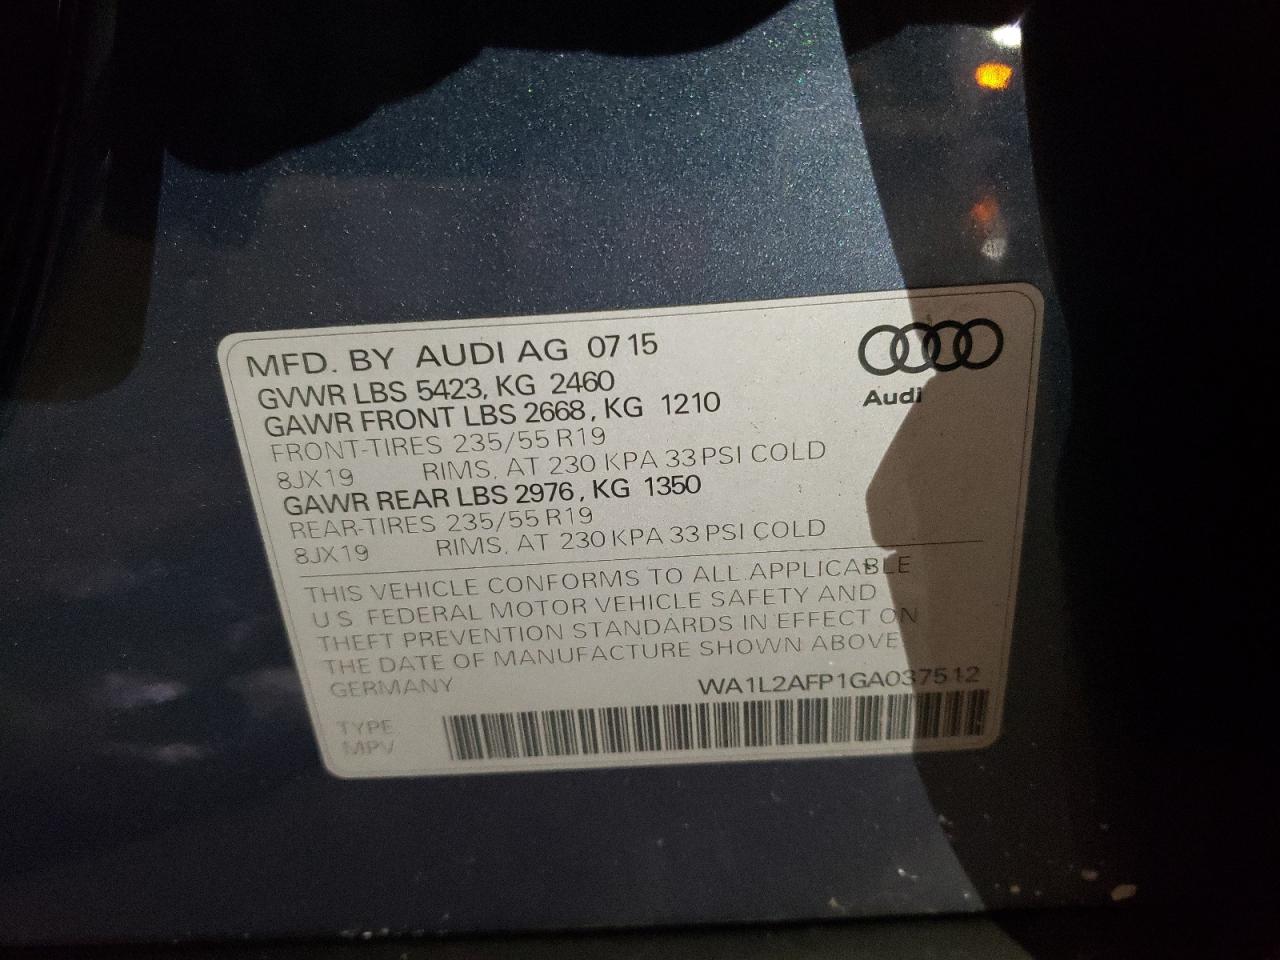 MFD. BY AUDI AG 0715
GVWR LBS 5423, KG 2460
GAWR FRONT LBS 2668, KG 1210
FRONT-TIRES 235/55 R19
8JX19 RIMS, AT 230 KPA 33 PSI COLD
GAWR REAR LBS 2976, KG 1350
REAR-TIRES 235/55 R19
8JX19 RIMS, AT 230 KPA 33 PSI COLD
Audi
THIS VEHICLE CONFORMS TO ALL APPLICABLE
U S FEDERAL MOTOR VEHICLE SAFETY AND
THEFT PREVENTION STANDARDS IN EFFECT ON
THE DATE OF MANUFACTURE SHOWN ABOVE
GERMANY WA1L2AFP1GA037512
TYPE
MPV